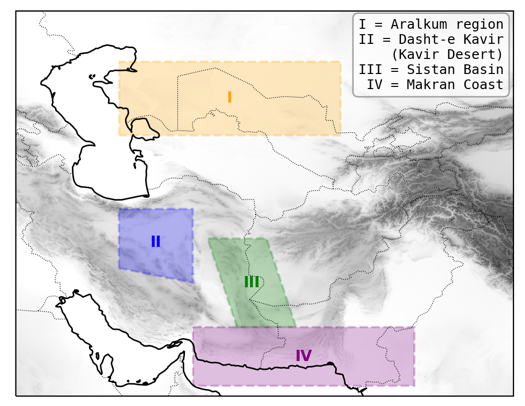 I = Aralkum region
II = Dasht-e Kavir
(Kavir Desert)
III = Sistan Basin
IV = Makran Coast
I
II
III
IV